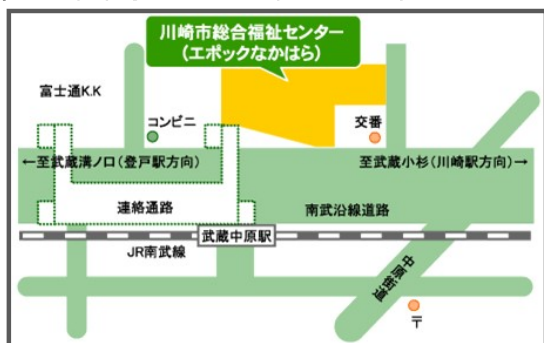 川崎市総合福祉センター
（エポックなかはら）
富士通K.K
コンビニ
交番
←至武蔵溝ノ口（登戸駅方向）
至武蔵小杉（川崎駅方向）→
連絡通路
南武沿線道路
武蔵中原駅
JR南武線
中原街道
〒